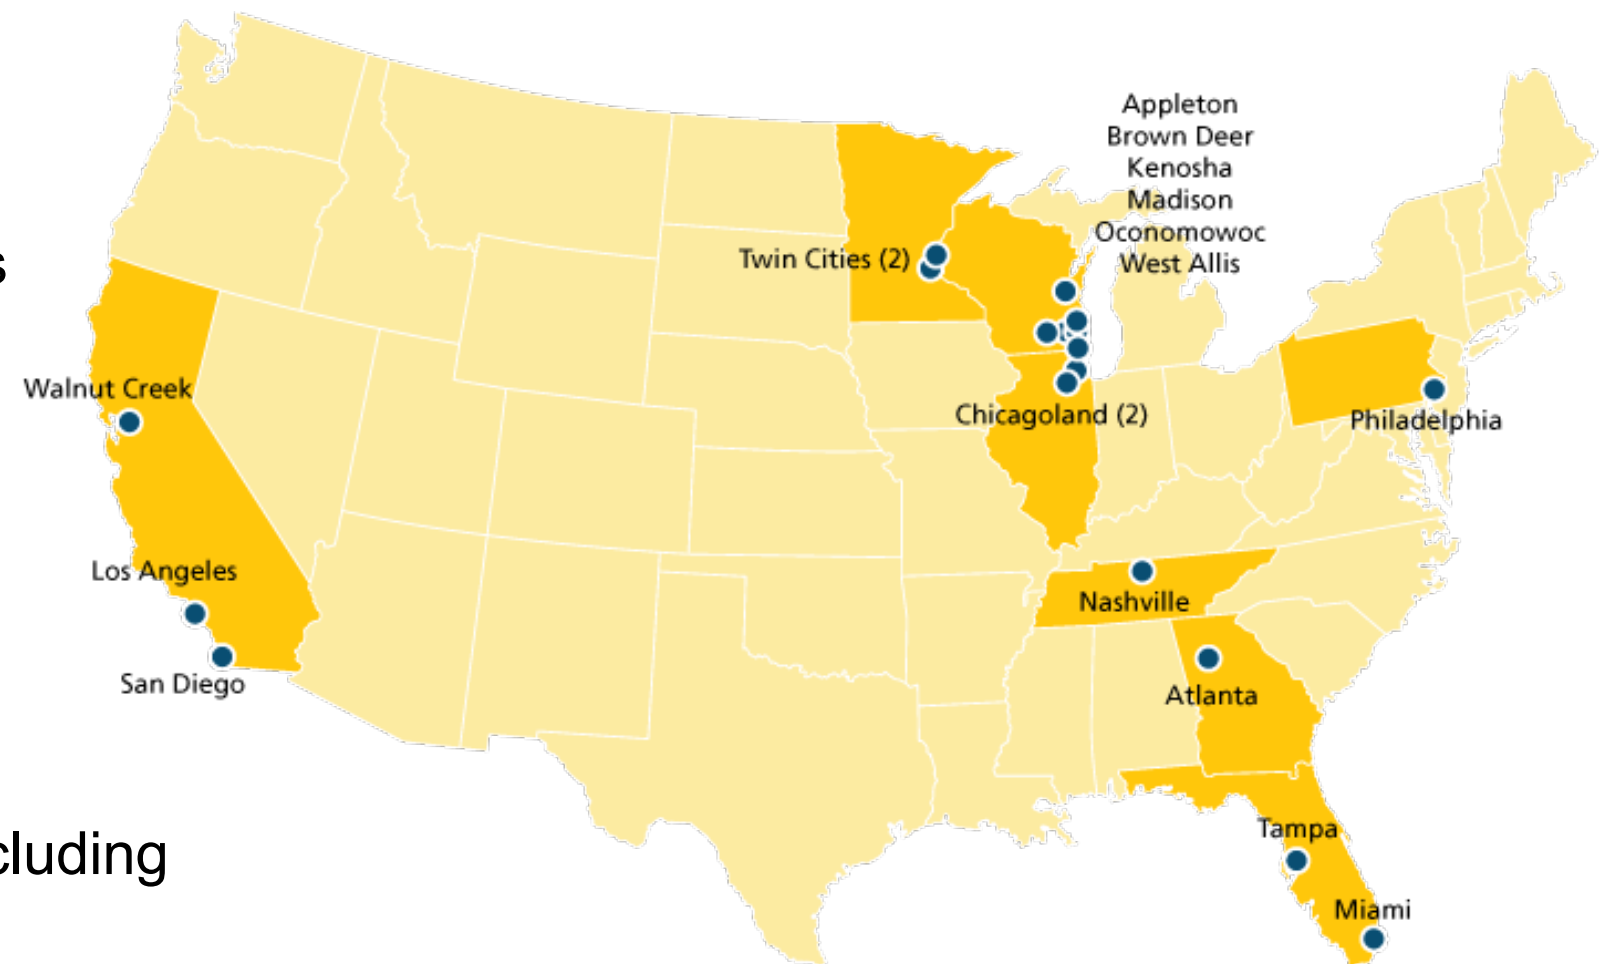 Appleton
Brown Deer
Kenosha
Madison
Oconomowoc
West Allis
s
Twin Cities (2)
Walnut Creek
Chicagoland (2)
Philadelphia
Los Angeles
Nashville
San Diego
Atlanta
Tampa
cluding
Miami